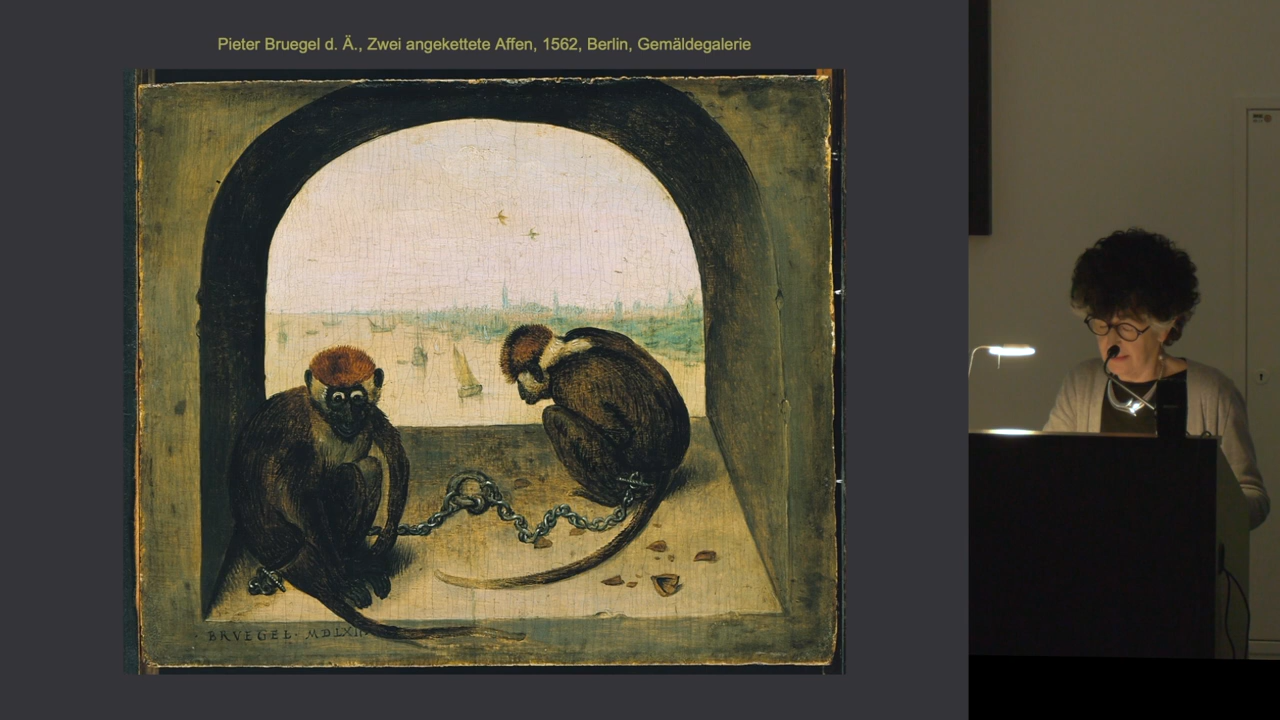 Pieter Bruegel d. Ä., Zwei angekettete Affen, 1562, Berlin, Gemäldegalerie
BRVEGEL· MDLXII